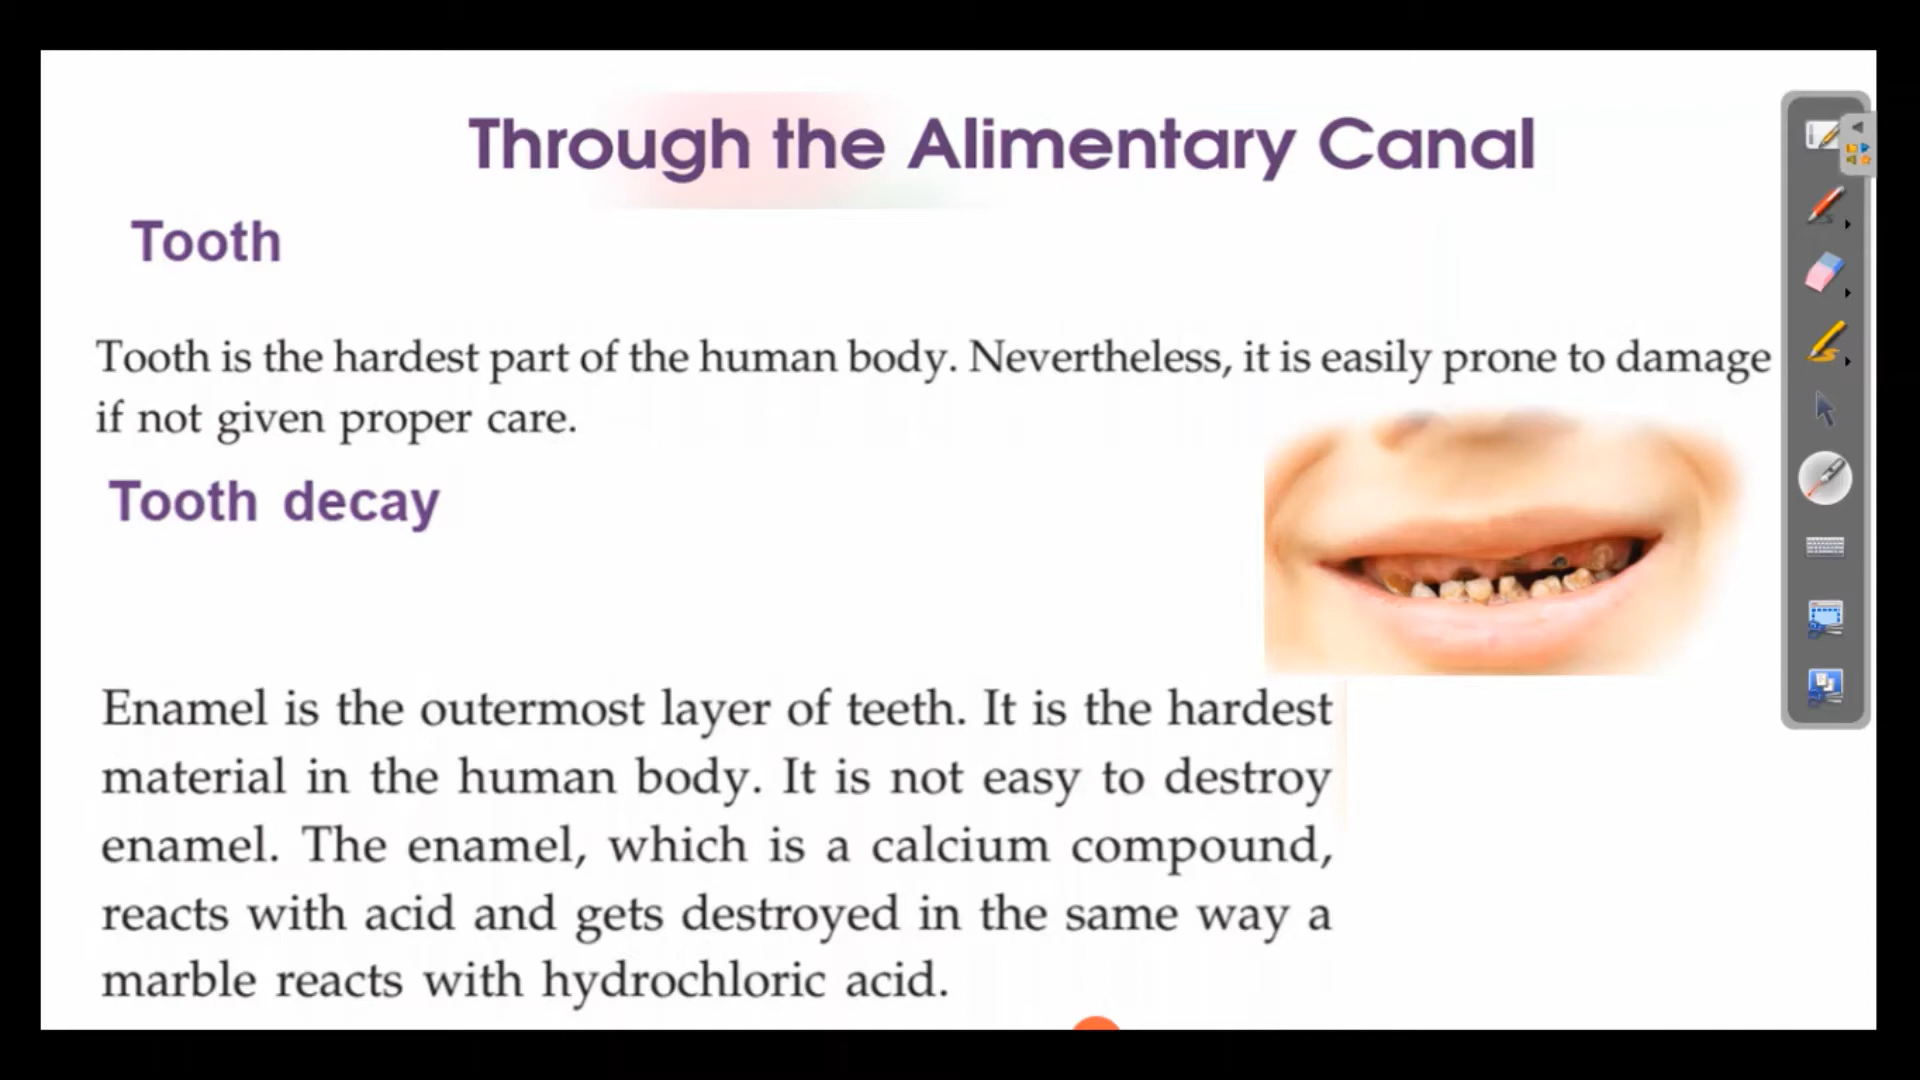 Through the Alimentary Canal
Tooth
Tooth is the hardest part of the human body. Nevertheless, it is easily prone to damage
if not given proper care.
Tooth decay
Enamel is the outermost layer of teeth. It is the hardest
material in the human body. It is not easy to destroy
enamel. The enamel, which is a calcium compound,
reacts with acid and gets destroyed in the same way a
marble reacts with hydrochloric acid.